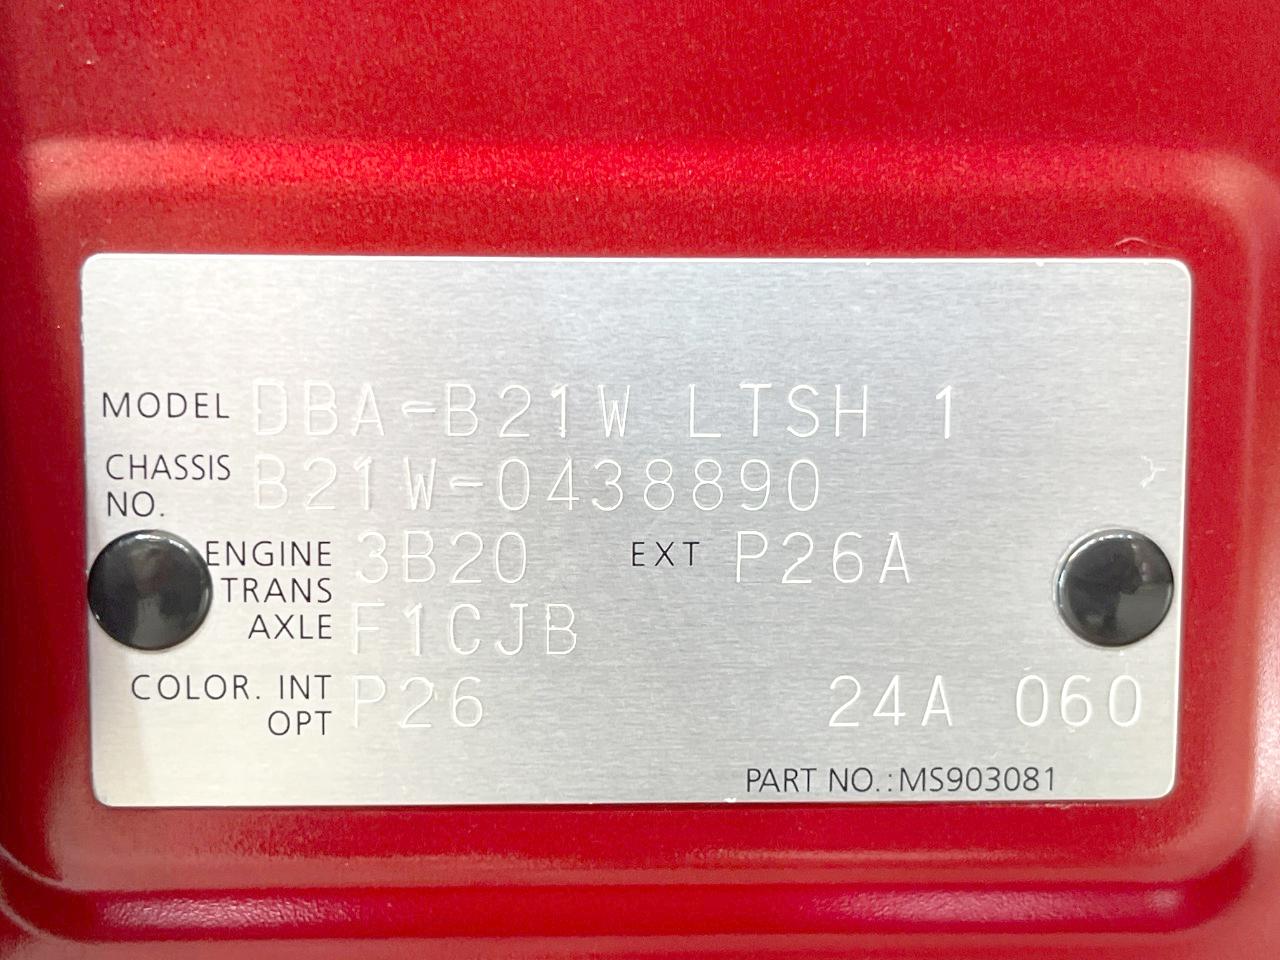 MODEL DBA-B21W LTSH 1
CHASSIS NO. B21W-0438890
ENGINE 3B20 EXT P26A
TRANS AXLE F1CJB
COLOR. INT OPT P26 24A 060
PART NO.:MS903081